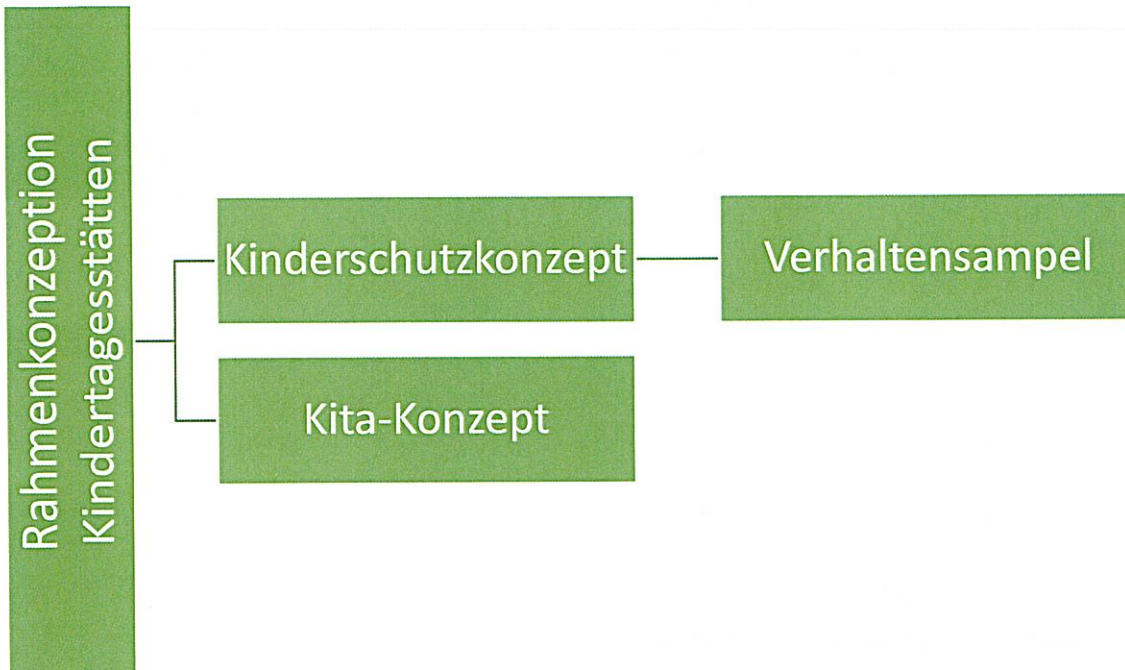 Rahmenkonzeption
Kindertagesstätten
Kinderschutzkonzept
Verhaltensampel
Kita-Konzept